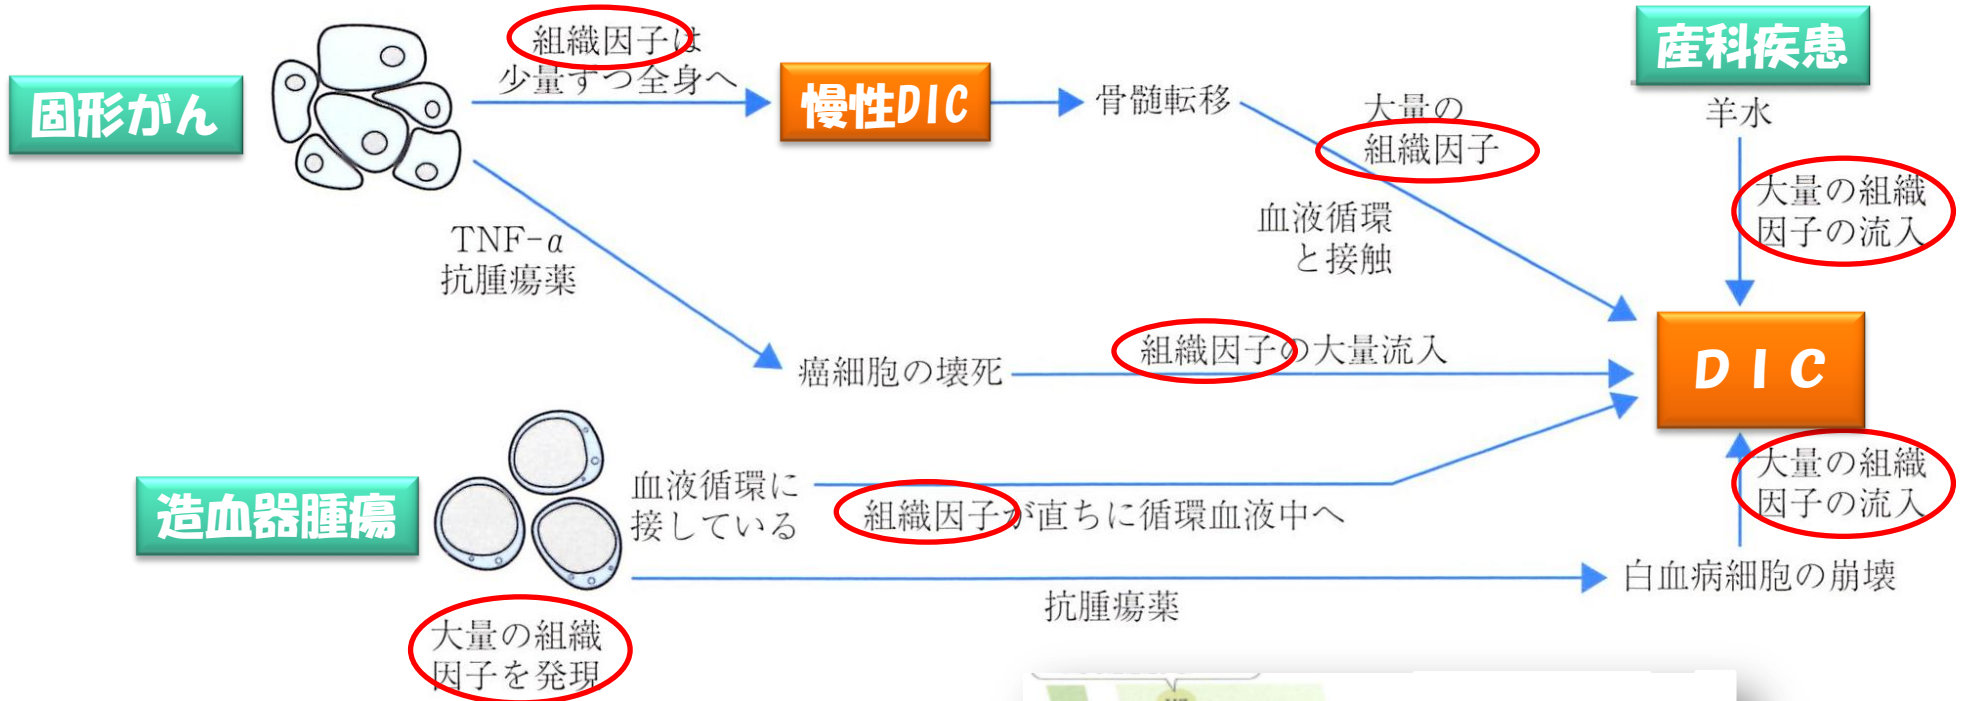 固形がん
組織因子は
少量ずつ全身へ
慢性DIC
骨髄転移
大量の
組織因子
血液循環
と接触
産科疾患
羊水
大量の組織
因子の流入
TNF-α
抗腫瘍薬
癌細胞の壊死
組織因子の大量流入
DIC
造血器腫瘍
血液循環に
接している
組織因子が直ちに循環血液中へ
大量の組織
因子の流入
抗腫瘍薬
白血病細胞の崩壊
大量の組織
因子を発現